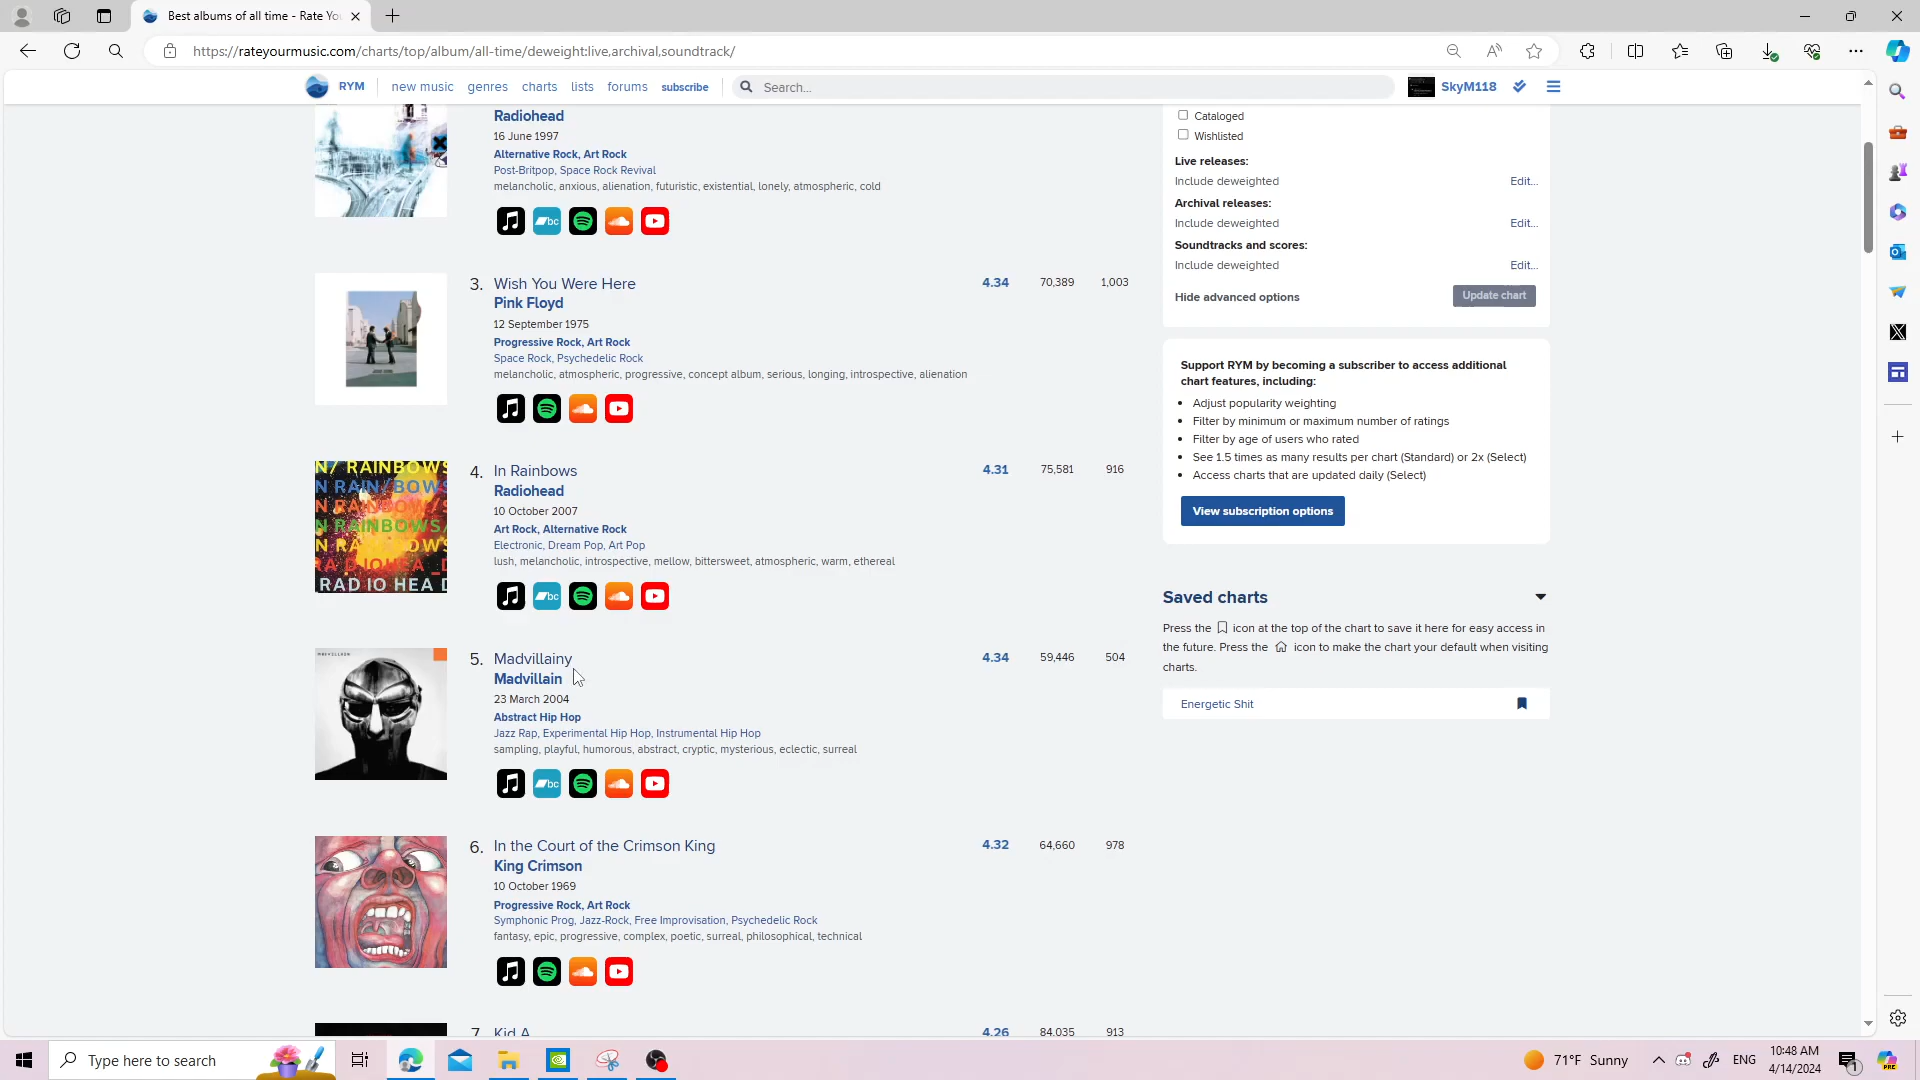 Best albums of all time - Rate Yo
https://rateyourmusic.com/charts/top/album/all-time/deweight:live,archival,soundtrack/
RYM
new music
genres
charts
lists
forums
subscribe
Search...
SkyM118
Radiohead
16 June 1997
Alternative Rock, Art Rock
Post-Britpop, Space Rock Revival
melancholic, anxious, alienation, futuristic, existential, lonely, atmospheric, cold
bc
3.
Wish You Were Here
4.34
70,389
1,003
Pink Floyd
12 September 1975
Progressive Rock, Art Rock
Space Rock, Psychedelic Rock
melancholic, atmospheric, progressive, concept album, serious, longing, introspective, alienation
N/ RAINBOWS
N RAIN/BOWS
N RAINBOWS/
N RAINBOWS
RAD IO HEA D
4.
In Rainbows
4.31
75,581
916
Radiohead
10 October 2007
Art Rock, Alternative Rock
Electronic, Dream Pop, Art Pop
lush, melancholic, introspective, mellow, bittersweet, atmospheric, warm, ethereal
bc
MADVILLAIN
5.
Madvillainy
4.34
59,446
504
Madvillain
23 March 2004
Abstract Hip Hop
Jazz Rap, Experimental Hip Hop, Instrumental Hip Hop
sampling, playful, humorous, abstract, cryptic, mysterious, eclectic, surreal
bc
6.
In the Court of the Crimson King
4.32
64,660
978
King Crimson
10 October 1969
Progressive Rock, Art Rock
Symphonic Prog, Jazz-Rock, Free Improvisation, Psychedelic Rock
fantasy, epic, progressive, complex, poetic, surreal, philosophical, technical
7.
Kid A
4.26
84,035
913
Cataloged
Wishlisted
Live releases:
Include deweighted
Edit...
Archival releases:
Include deweighted
Edit...
Soundtracks and scores:
Include deweighted
Edit...
Hide advanced options
Update chart
Support RYM by becoming a subscriber to access additional
chart features, including:
• Adjust popularity weighting
• Filter by minimum or maximum number of ratings
• Filter by age of users who rated
• See 1.5 times as many results per chart (Standard) or 2x (Select)
• Access charts that are updated daily (Select)
View subscription options
Saved charts
Press the icon at the top of the chart to save it here for easy access in
the future. Press the icon to make the chart your default when visiting
charts.
Energetic Shit
Type here to search
71°F Sunny
ENG
10:48 AM
4/14/2024
1
PRE